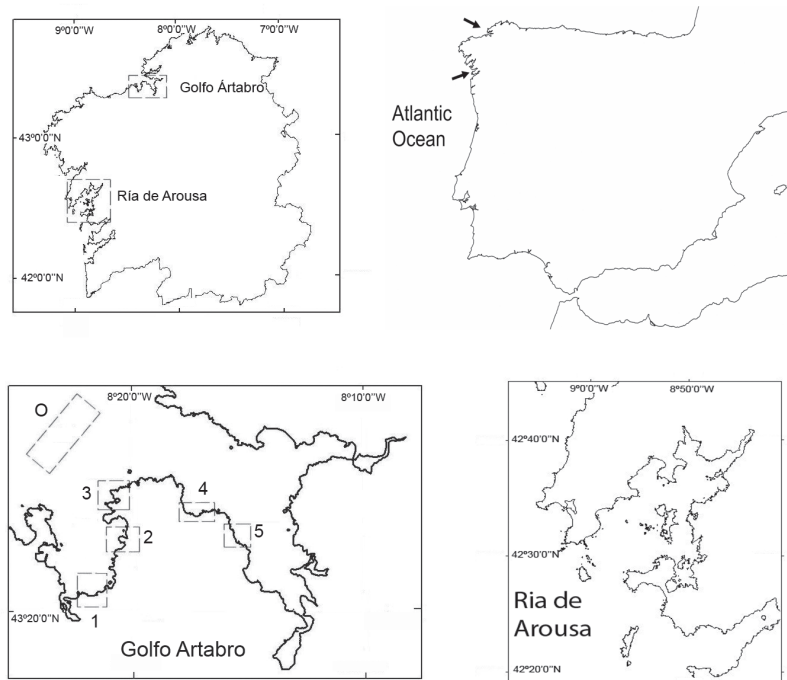 9º0'0"W 8º0'0"W 7º0'0"W
Golfo Ártabro
43º0'0"N
Ría de Arousa
42º0'0"N
Atlantic
Ocean
8º20'0"W 8º10'0"W
O
3
4
2
5
43º20'0"N
1
Golfo Artabro
9º0'0"W 8º50'0"W
42º40'0"N
42º30'0"N
Ria de
Arousa
42º20'0"N